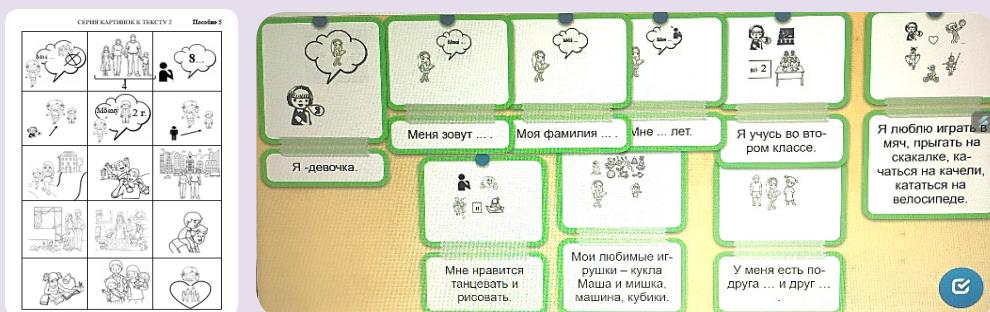 СЕРИЯ КАРТИНОК К ТЕКСТУ 2 Пособие 5
8...
4
2 г.
во 2
Я -девочка.
Меня зовут ... .
Моя фамилия ... .
Мне ... лет.
Я учусь во вто-
ром классе.
Я люблю играть в
мяч, прыгать на
скакалке, ка-
чаться на качели,
кататься на
велосипеде.
Мне нравится
танцевать и
рисовать.
Мои любимые иг-
рушки – кукла
Маша и мишка,
машина, кубики.
У меня есть по-
друга ... и друг ...
.